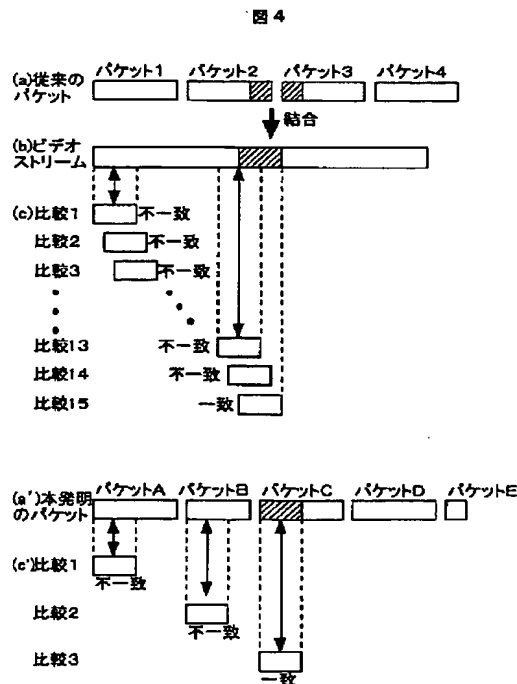 図4
パケット1 パケット2 パケット3 パケット4
(a)従来の
パケット
結合
(b)ビデオ
ストリーム
(c)比較1 不一致
比較2 不一致
比較3 不一致
比較13 不一致
比較14 不一致
比較15 一致
パケットA パケットB パケットC パケットD パケットE
(a')本発明
のパケット
(c')比較1
不一致
比較2
不一致
比較3
一致